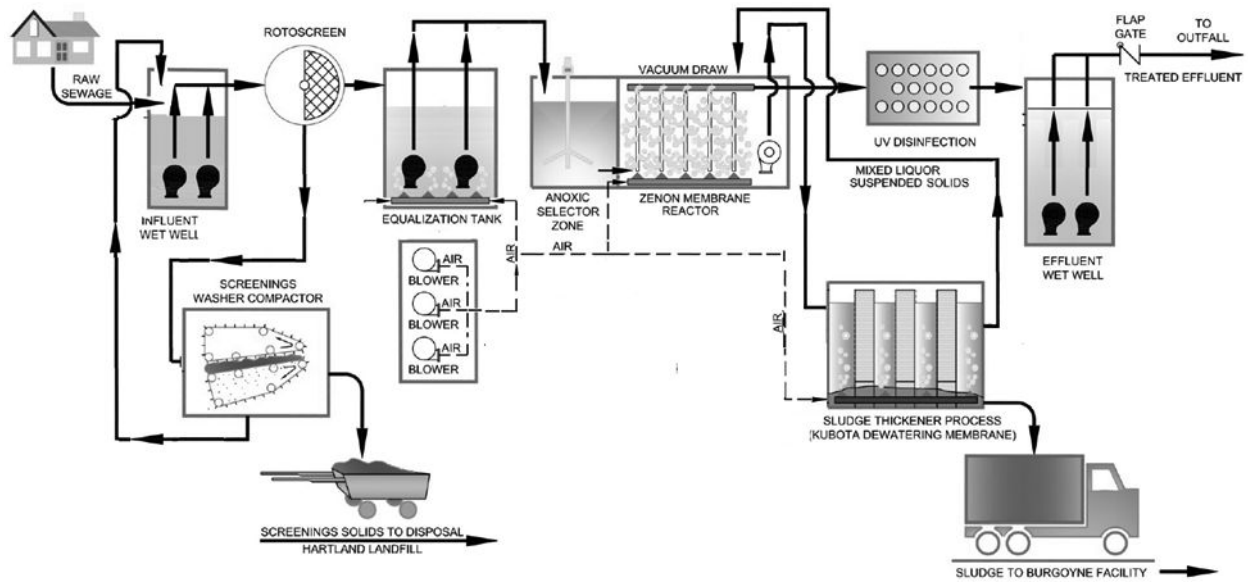 RAW
SEWAGE
INFLUENT
WET WELL
ROTOSCREEN
SCREENINGS
WASHER COMPACTOR
SCREENINGS SOLIDS TO DISPOSAL
HARTLAND LANDFILL
EQUALIZATION TANK
AIR
BLOWER
AIR
BLOWER
AIR
BLOWER
AIR
AIR
ANOXIC
SELECTOR
ZONE
VACUUM DRAW
ZENON MEMBRANE
REACTOR
UV DISINFECTION
MIXED LIQUOR
SUSPENDED SOLIDS
AIR
SLUDGE THICKENER PROCESS
(KUBOTA DEWATERING MEMBRANE)
SLUDGE TO BURGOYNE FACILITY
EFFLUENT
WET WELL
FLAP
GATE
TO
OUTFALL
TREATED EFFLUENT